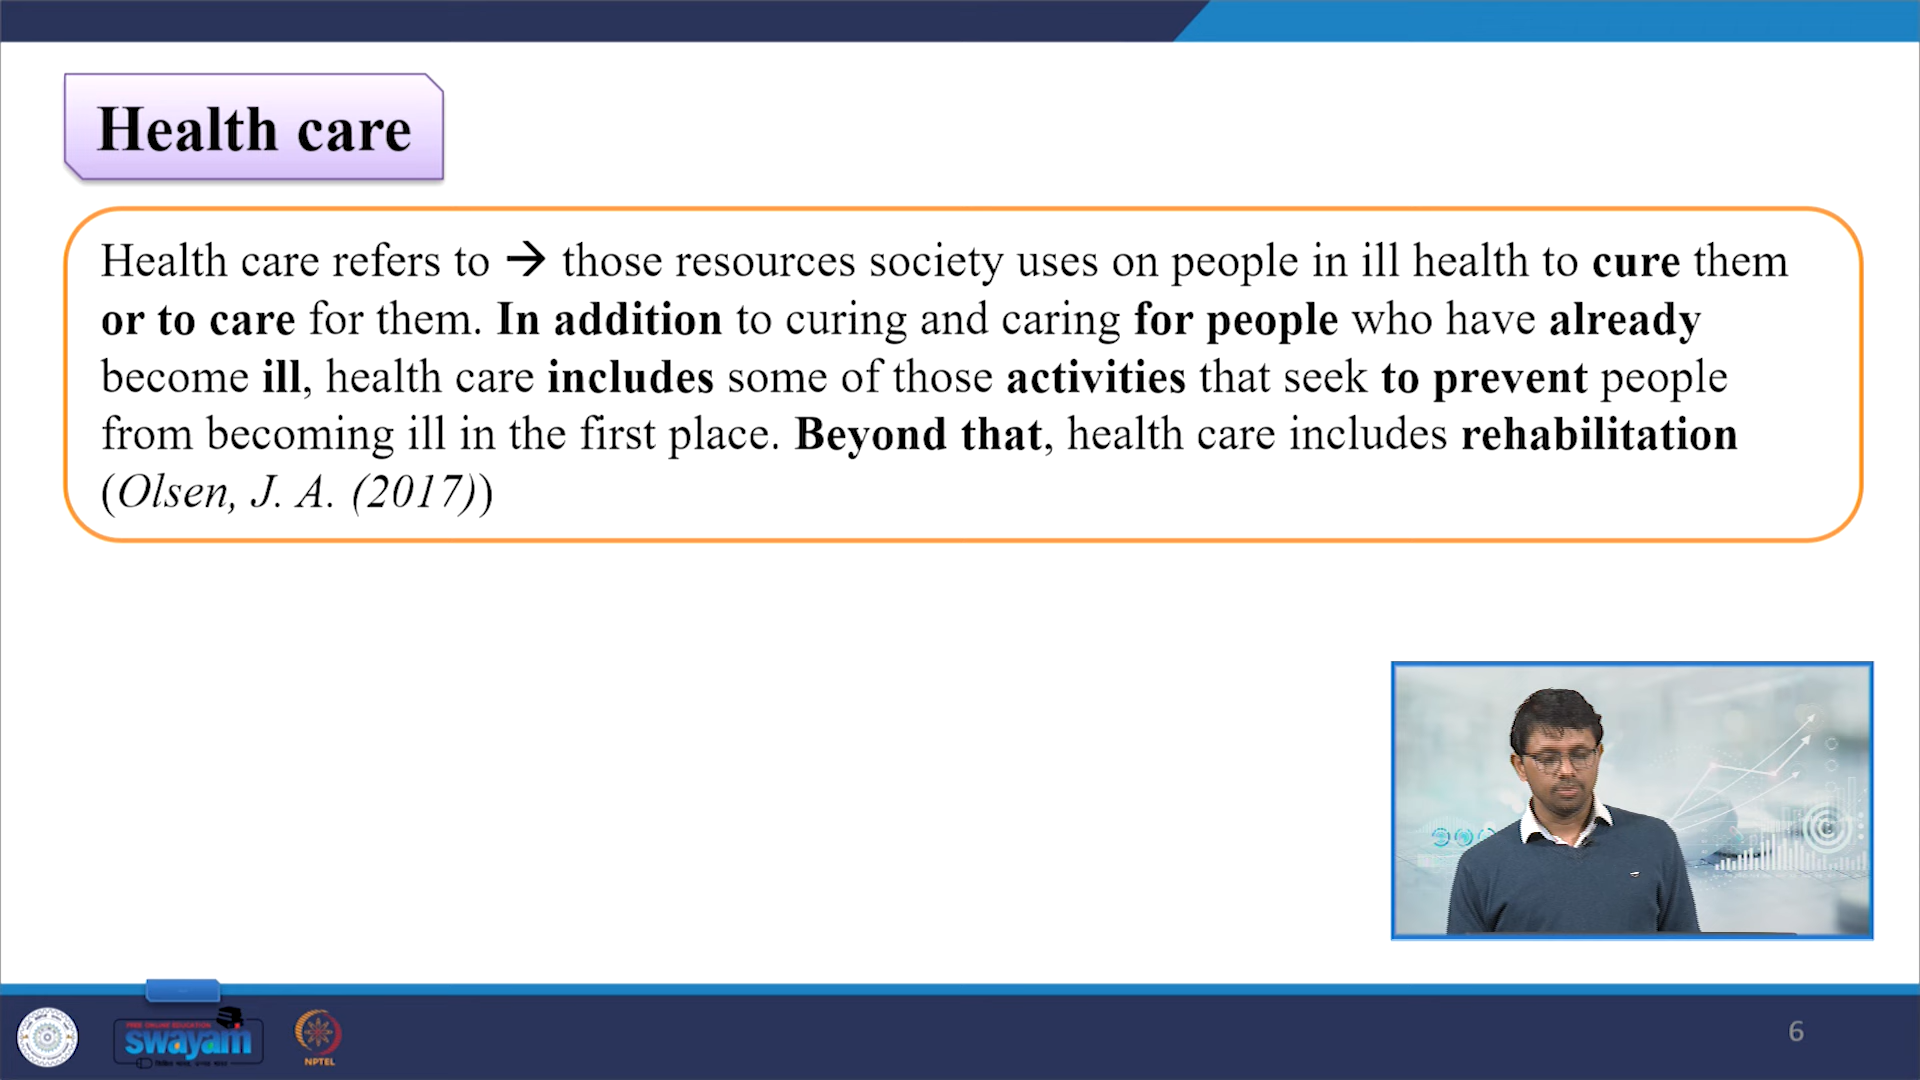 Health care
Health care refers to → those resources society uses on people in ill health to cure them
or to care for them. In addition to curing and caring for people who have already
become ill, health care includes some of those activities that seek to prevent people
from becoming ill in the first place. Beyond that, health care includes rehabilitation
(Olsen, J. A. (2017))
FREE ONLINE EDUCATION
swayam
NPTEL
6